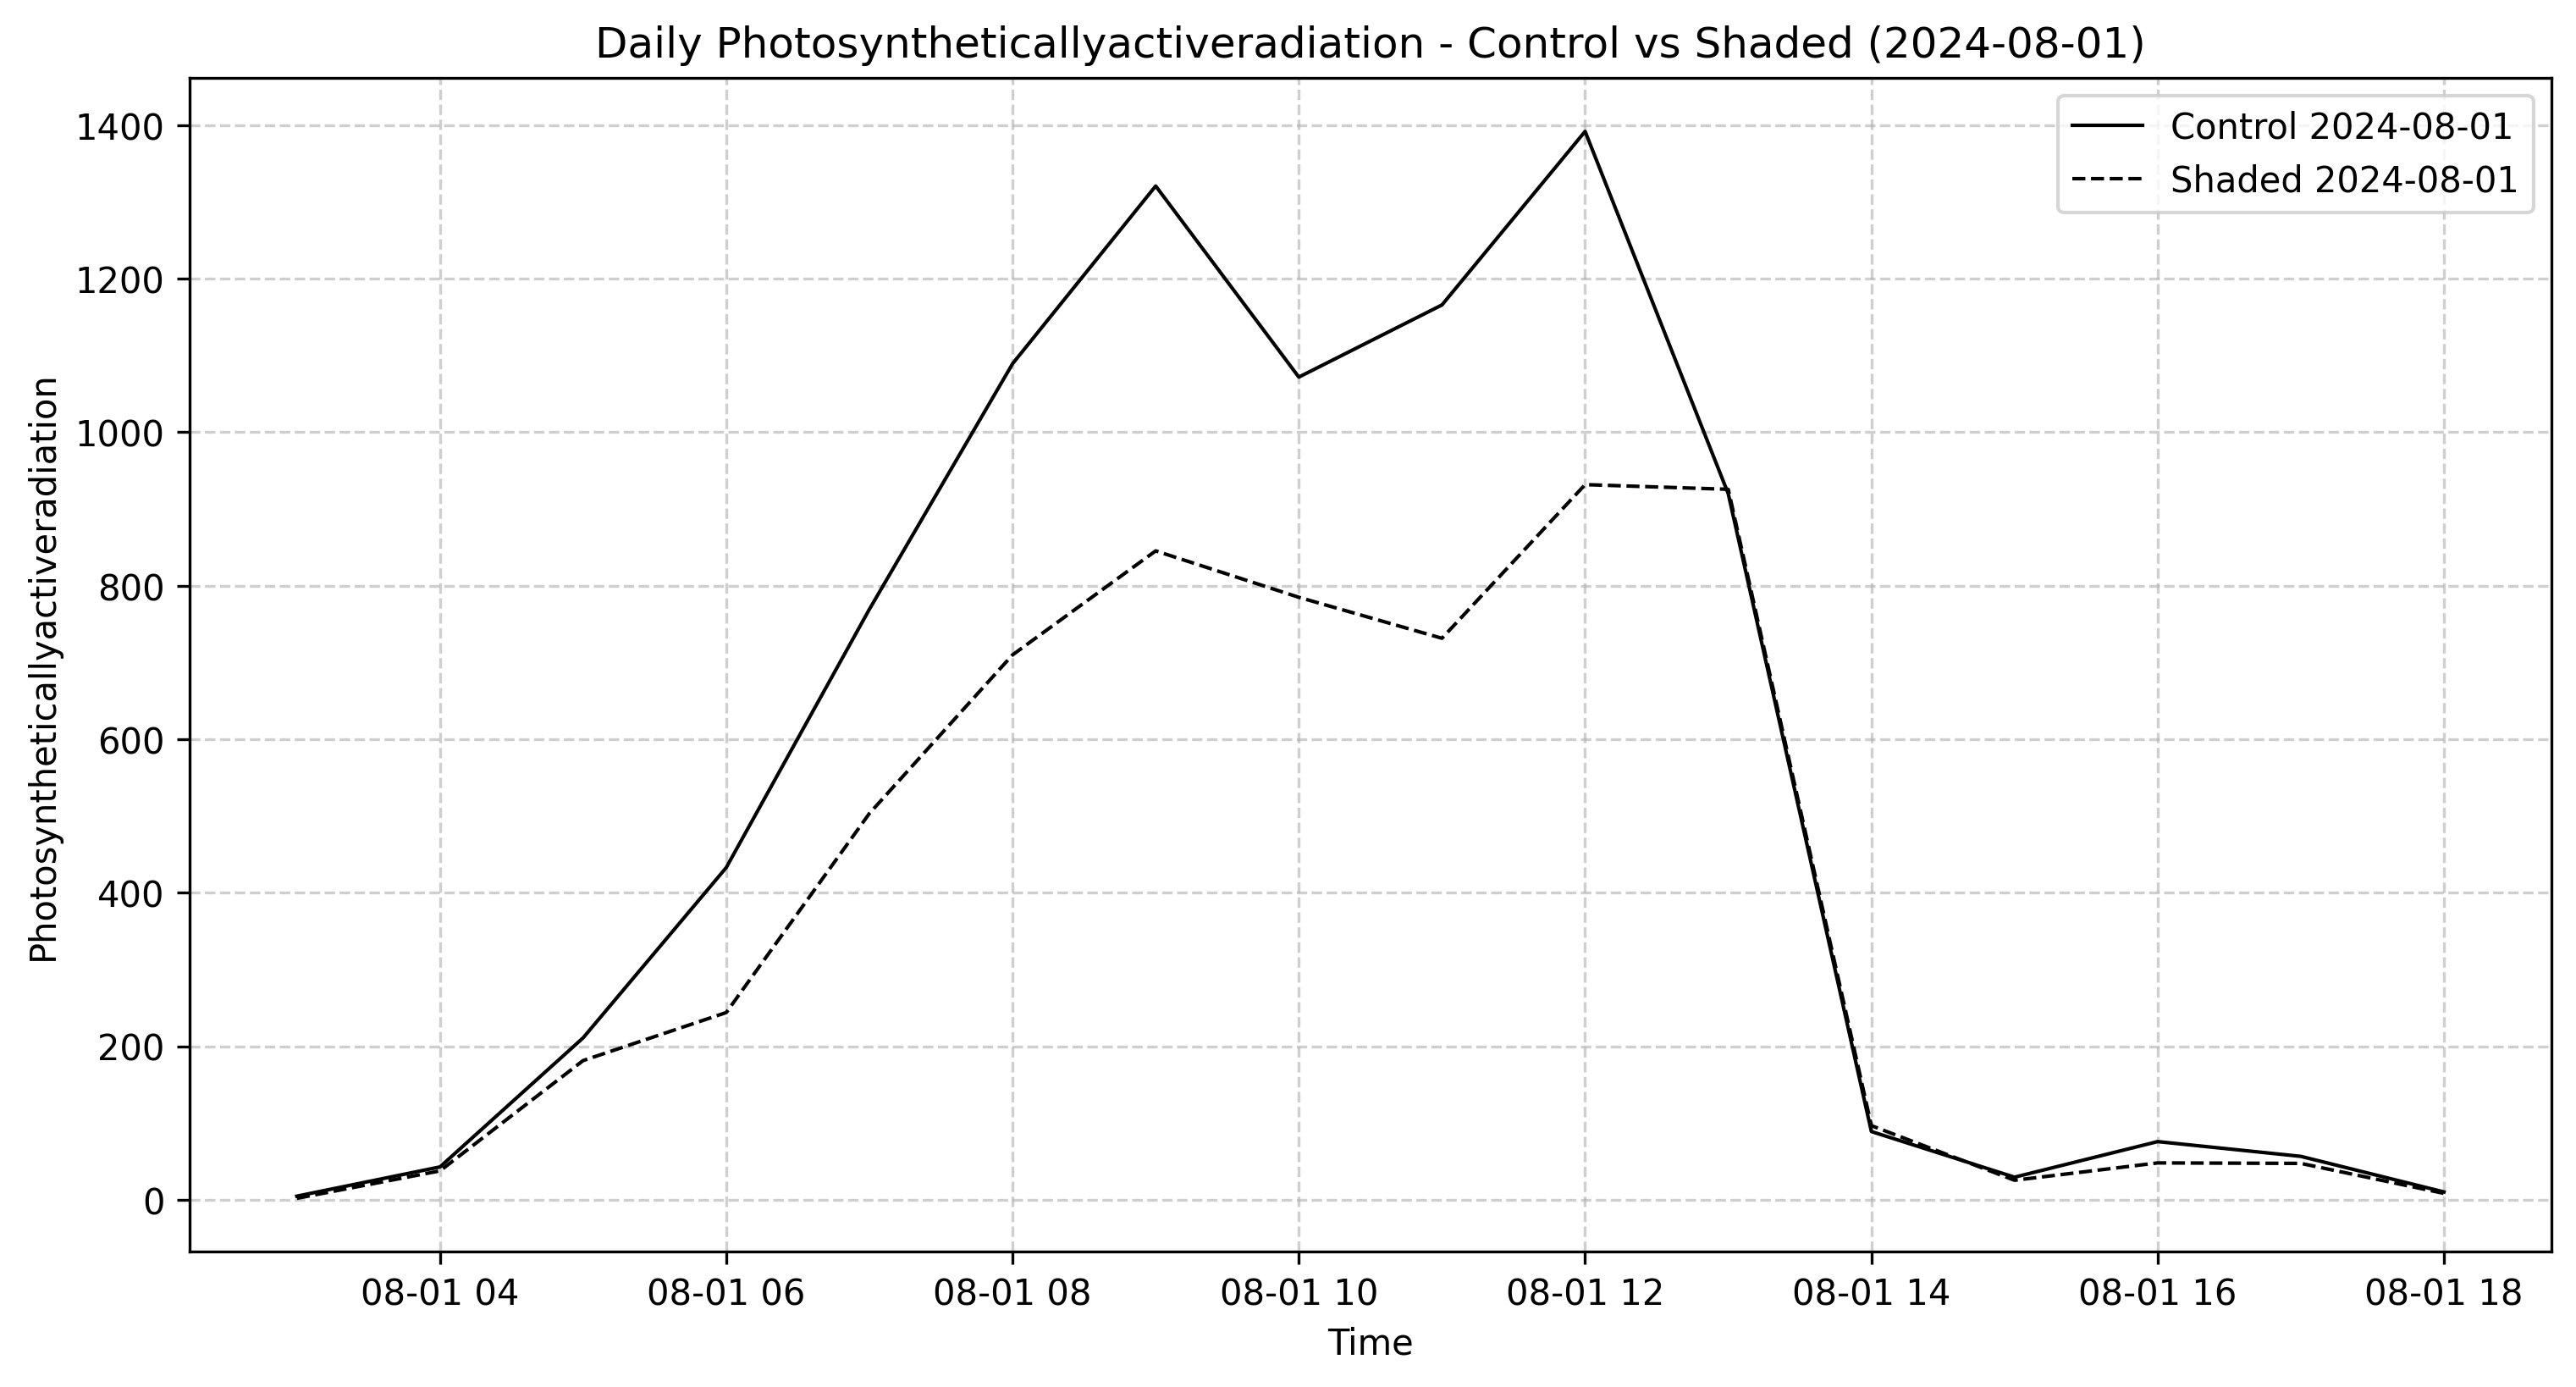 Daily Photosyntheticallyactiveradiation - Control vs Shaded (2024-08-01)
Control 2024-08-01
Shaded 2024-08-01
Photosyntheticallyactiveradiation
1400
1200
1000
800
600
400
200
0
08-01 04 08-01 06 08-01 08 08-01 10 08-01 12 08-01 14 08-01 16 08-01 18
Time